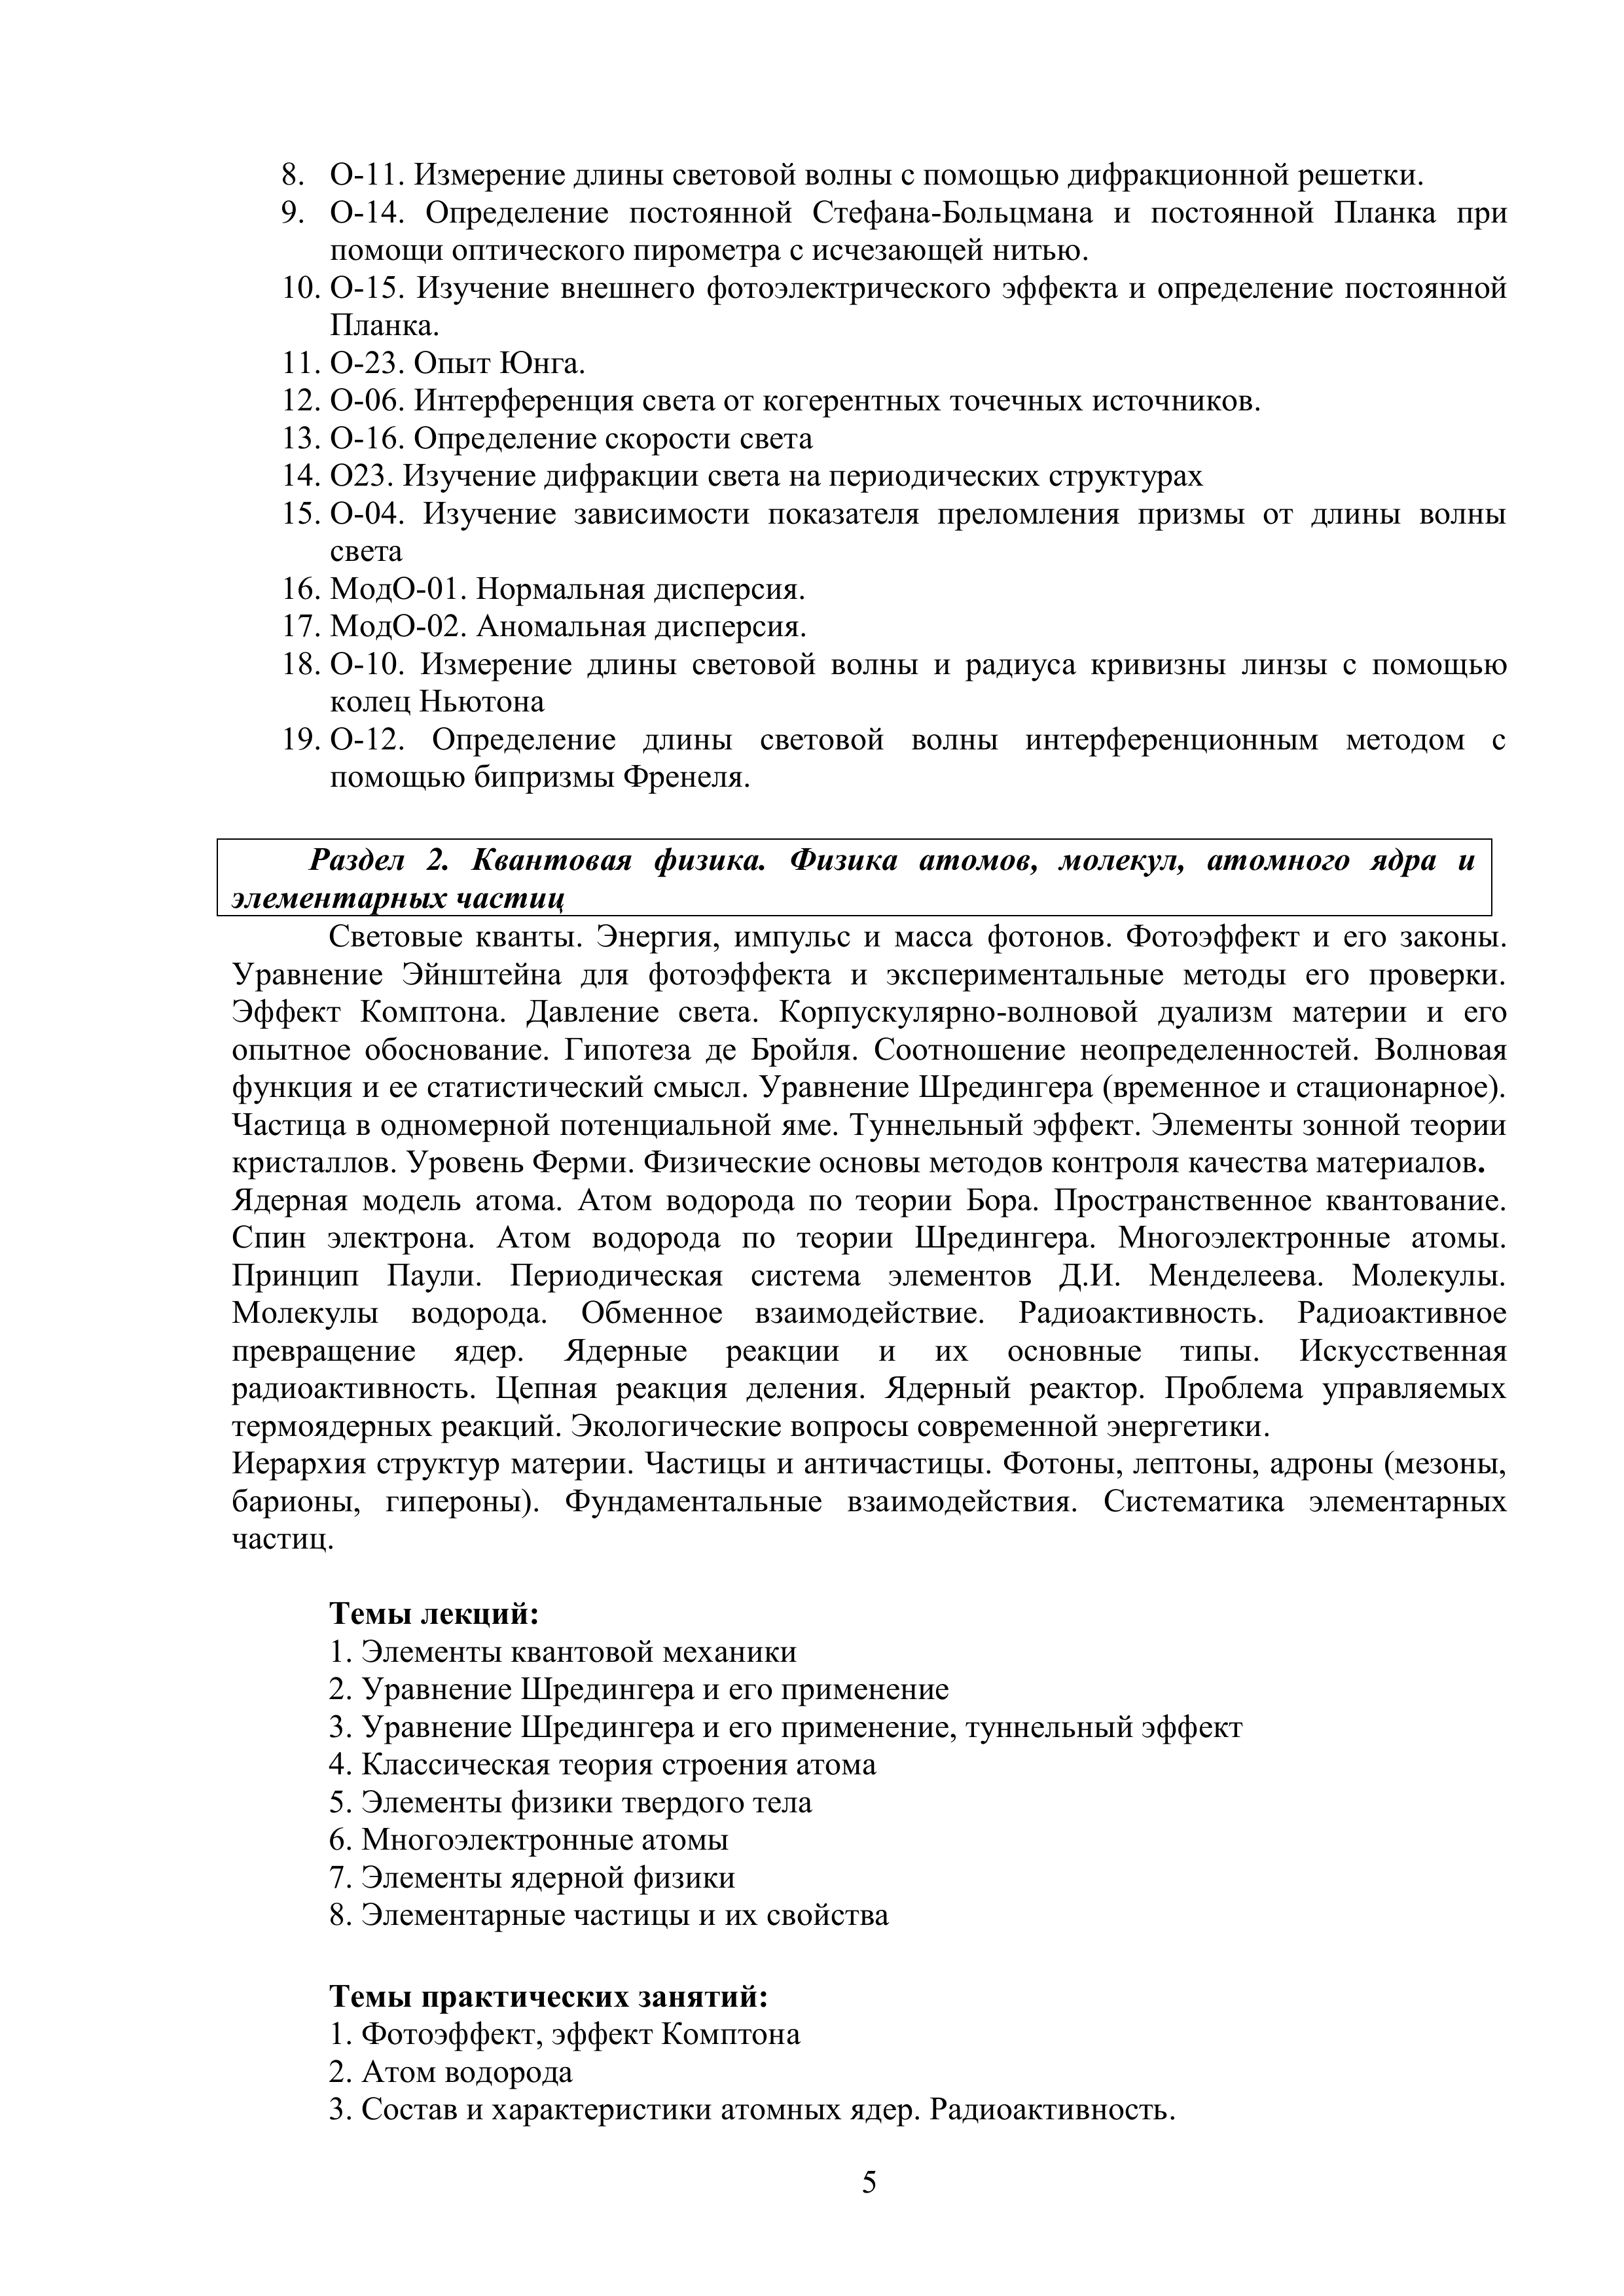 8. О-11. Измерение длины световой волны с помощью дифракционной решетки.
9. О-14. Определение постоянной Стефана-Больцмана и постоянной Планка при
помощи оптического пирометра с исчезающей нитью.
10. О-15. Изучение внешнего фотоэлектрического эффекта и определение постоянной
Планка.
11. О-23. Опыт Юнга.
12. О-06. Интерференция света от когерентных точечных источников.
13. О-16. Определение скорости света
14. О23. Изучение дифракции света на периодических структурах
15. О-04. Изучение зависимости показателя преломления призмы от длины волны
света
16. МодО-01. Нормальная дисперсия.
17. МодО-02. Аномальная дисперсия.
18. О-10. Измерение длины световой волны и радиуса кривизны линзы с помощью
колец Ньютона
19. О-12. Определение длины световой волны интерференционным методом с
помощью бипризмы Френеля.
Раздел 2. Квантовая физика. Физика атомов, молекул, атомного ядра и
элементарных частиц
Световые кванты. Энергия, импульс и масса фотонов. Фотоэффект и его законы.
Уравнение Эйнштейна для фотоэффекта и экспериментальные методы его проверки.
Эффект Комптона. Давление света. Корпускулярно-волновой дуализм материи и его
опытное обоснование. Гипотеза де Бройля. Соотношение неопределенностей. Волновая
функция и ее статистический смысл. Уравнение Шредингера (временное и стационарное).
Частица в одномерной потенциальной яме. Туннельный эффект. Элементы зонной теории
кристаллов. Уровень Ферми. Физические основы методов контроля качества материалов.
Ядерная модель атома. Атом водорода по теории Бора. Пространственное квантование.
Спин электрона. Атом водорода по теории Шредингера. Многоэлектронные атомы.
Принцип Паули. Периодическая система элементов Д.И. Менделеева. Молекулы.
Молекулы водорода. Обменное взаимодействие. Радиоактивность. Радиоактивное
превращение ядер. Ядерные реакции и их основные типы. Искусственная
радиоактивность. Цепная реакция деления. Ядерный реактор. Проблема управляемых
термоядерных реакций. Экологические вопросы современной энергетики.
Иерархия структур материи. Частицы и античастицы. Фотоны, лептоны, адроны (мезоны,
барионы, гипероны). Фундаментальные взаимодействия. Систематика элементарных
частиц.
Темы лекций:
1. Элементы квантовой механики
2. Уравнение Шредингера и его применение
3. Уравнение Шредингера и его применение, туннельный эффект
4. Классическая теория строения атома
5. Элементы физики твердого тела
6. Многоэлектронные атомы
7. Элементы ядерной физики
8. Элементарные частицы и их свойства
Темы практических занятий:
1. Фотоэффект, эффект Комптона
2. Атом водорода
3. Состав и характеристики атомных ядер. Радиоактивность.
5